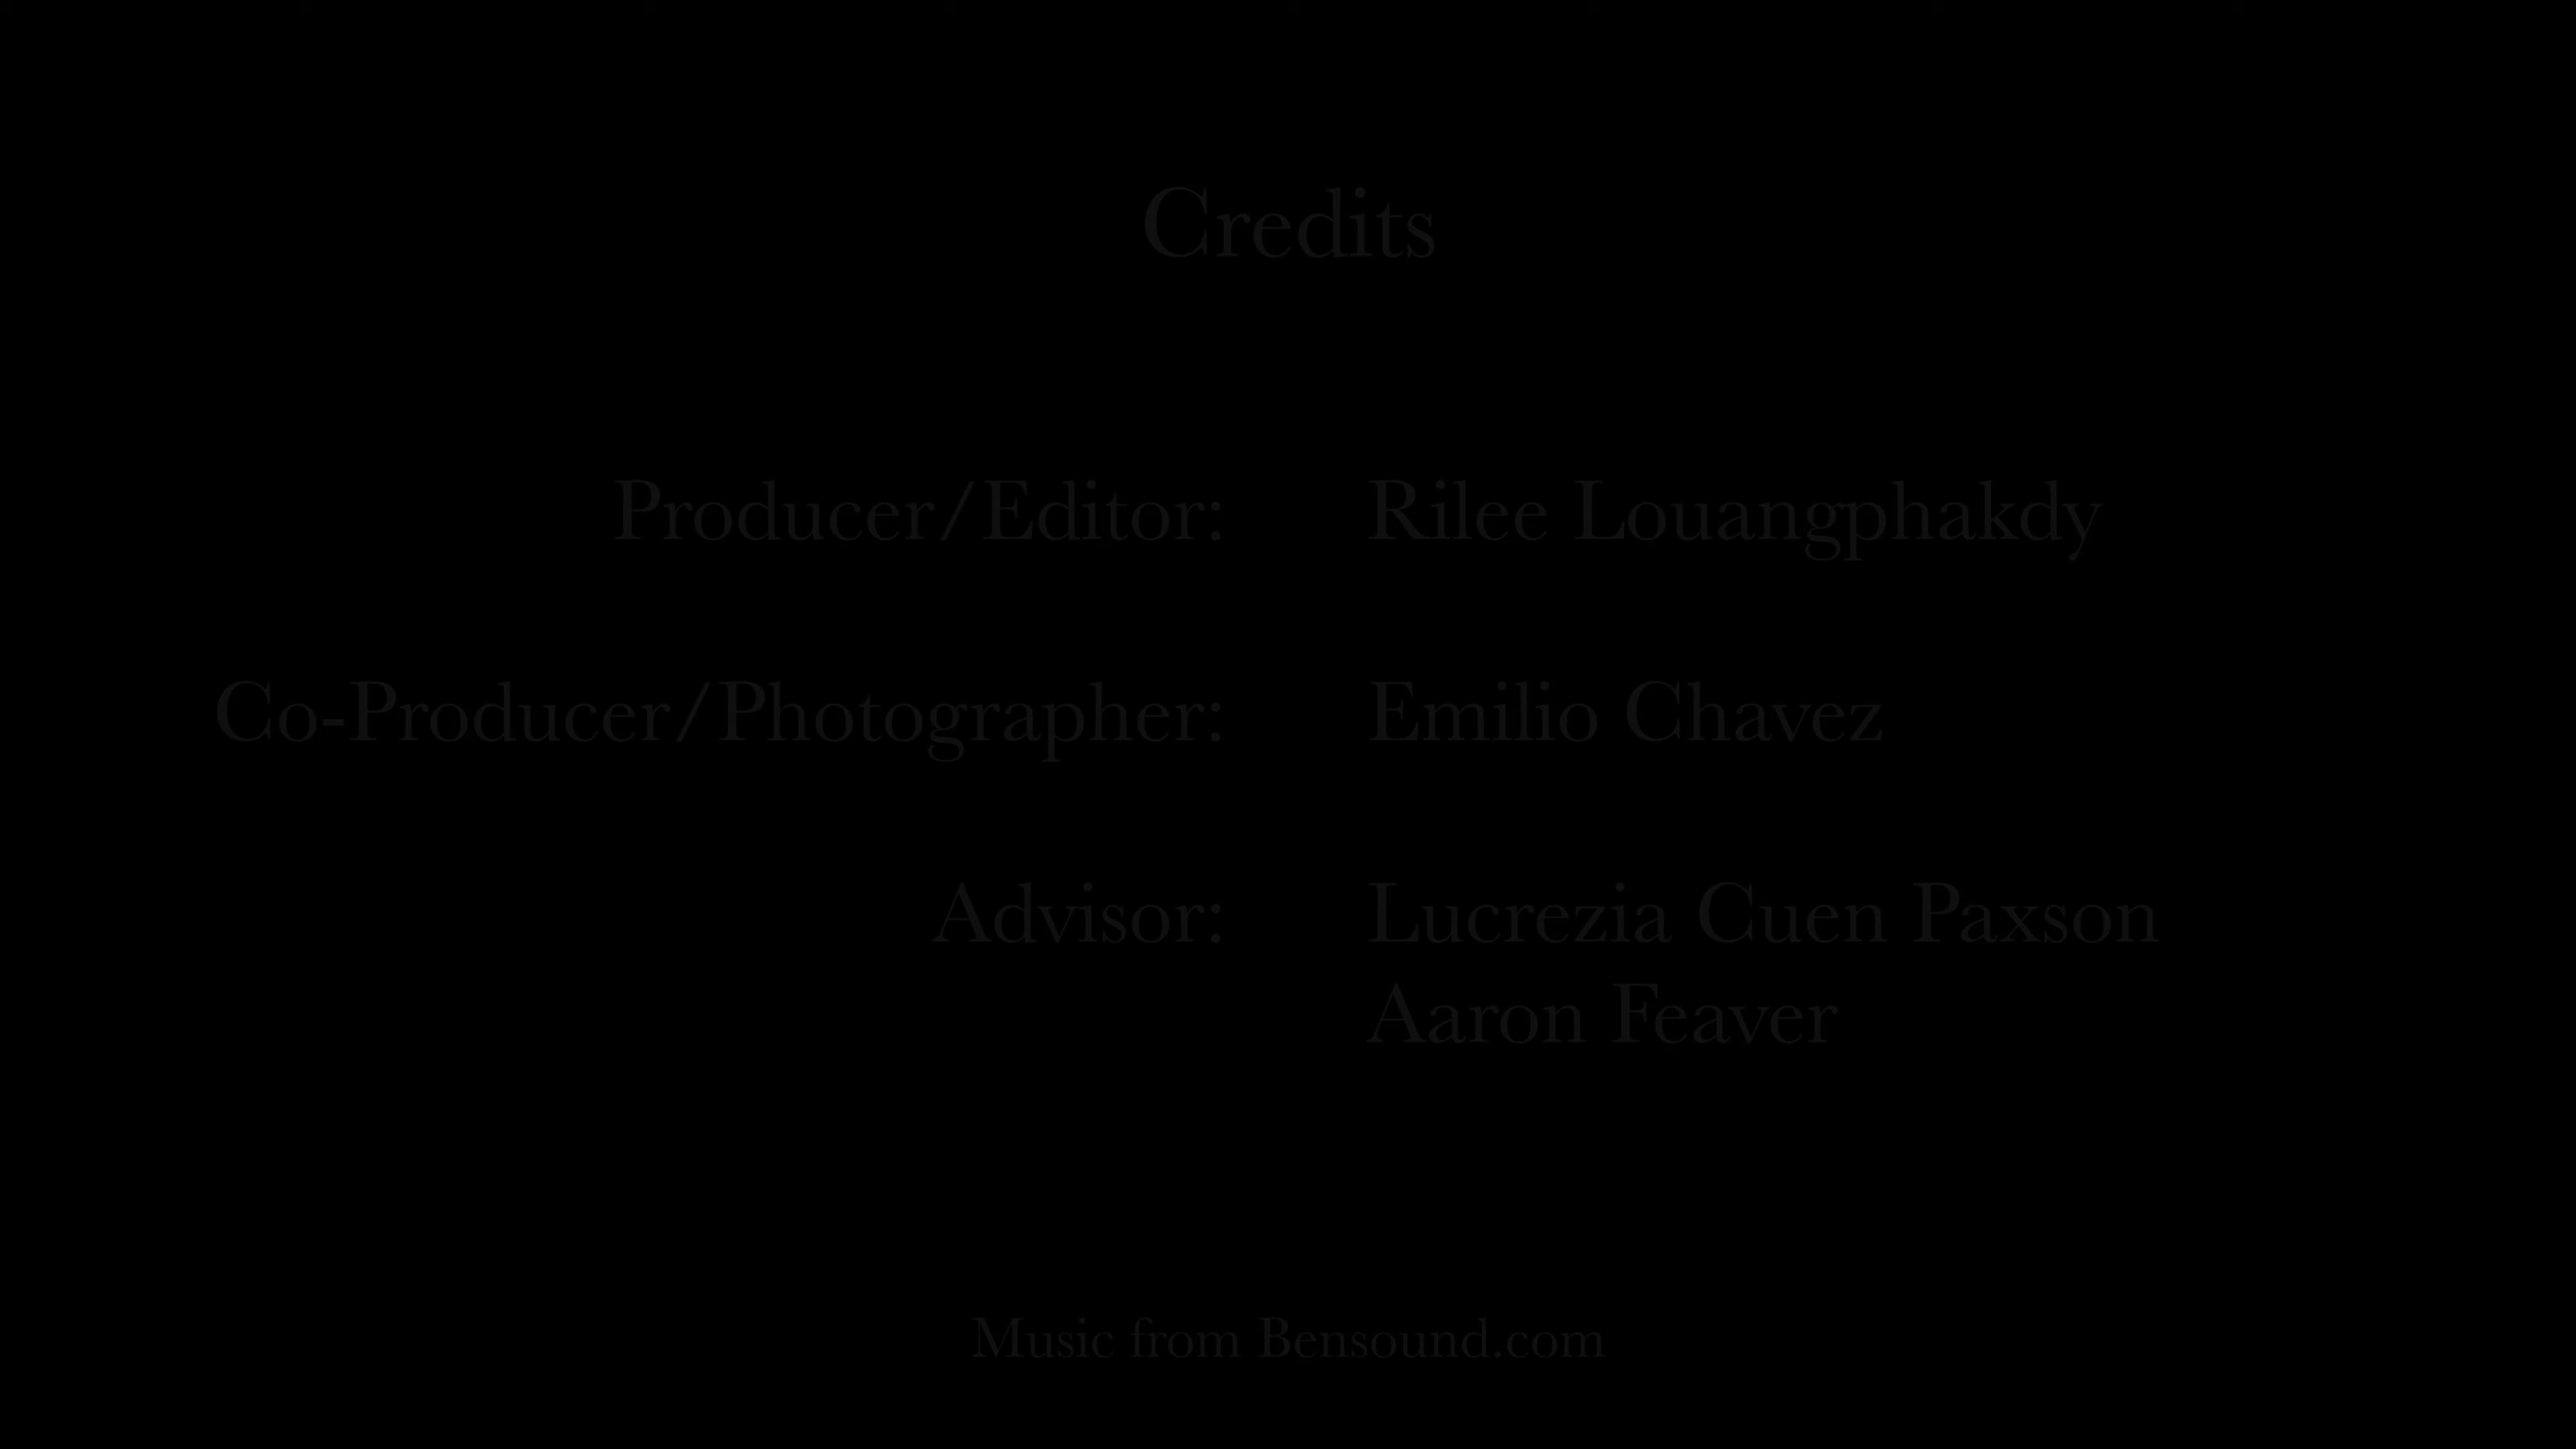 Credits
Producer/Editor: Rilee Louangphakdy
Co-Producer/Photographer: Emilio Chavez
Advisor: Lucrezia Cuen Paxson
Aaron Feaver
Music from Bensound.com